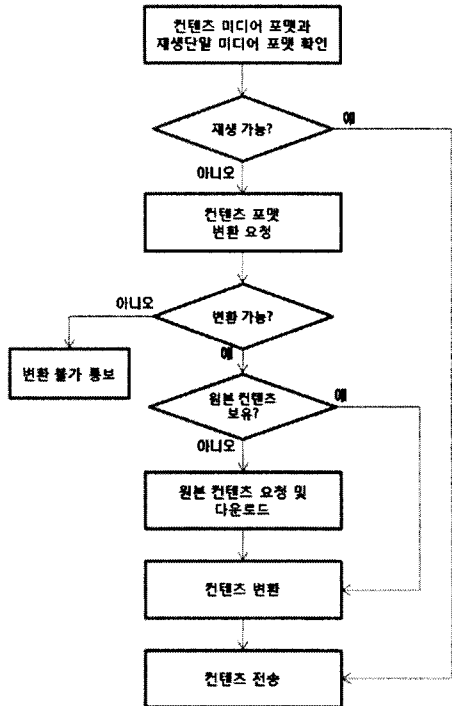 컨텐츠 미디어 포맷과
재생단말 미디어 포맷 확인
재생 가능?
예
아니오
컨텐츠 포맷
변환 요청
아니오
변환 가능?
예
변환 불가 통보
원본 컨텐츠
보유?
예
아니오
원본 컨텐츠 요청 및
다운로드
컨텐츠 변환
컨텐츠 전송